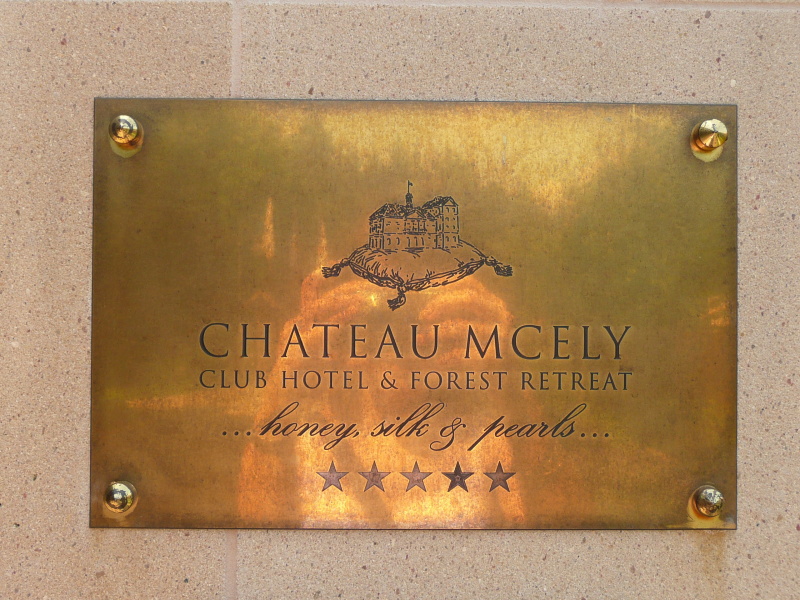 CHATEAU MCELY
CLUB HOTEL & FOREST RETREAT
...honey, silk & pearls...